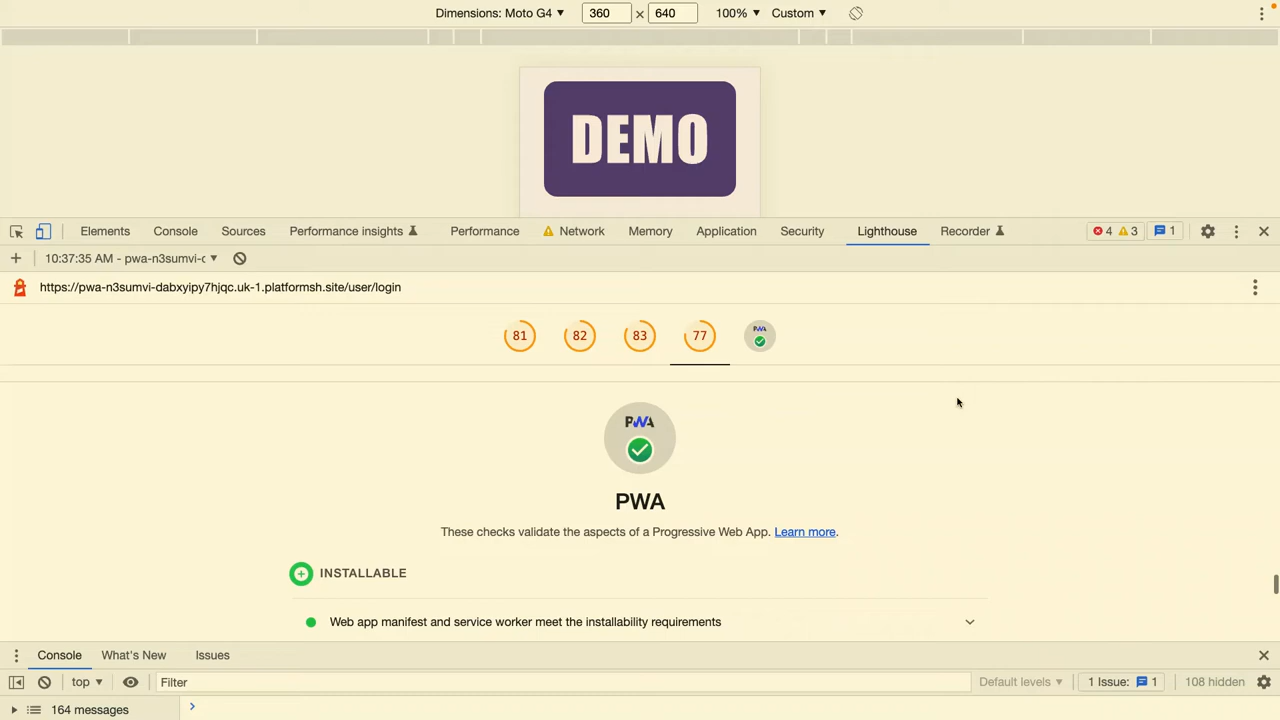 Dimensions: Moto G4 ▼ 360 × 640 100% ▼ Custom ▼
DEMO
Elements Console Sources Performance insights Performance Network Memory Application Security Lighthouse Recorder 4 3 1
+ 10:37:35 AM - pwa-n3sumvi-c ▼
https://pwa-n3sumvi-dabxyipy7hjqc.uk-1.platformsh.site/user/login
81 82 83 77 PWA
PWA
PWA
These checks validate the aspects of a Progressive Web App. Learn more.
INSTALLABLE
Web app manifest and service worker meet the installability requirements
Console What's New Issues
top ▼ Filter Default levels ▼ 1 Issue: 1 108 hidden
164 messages